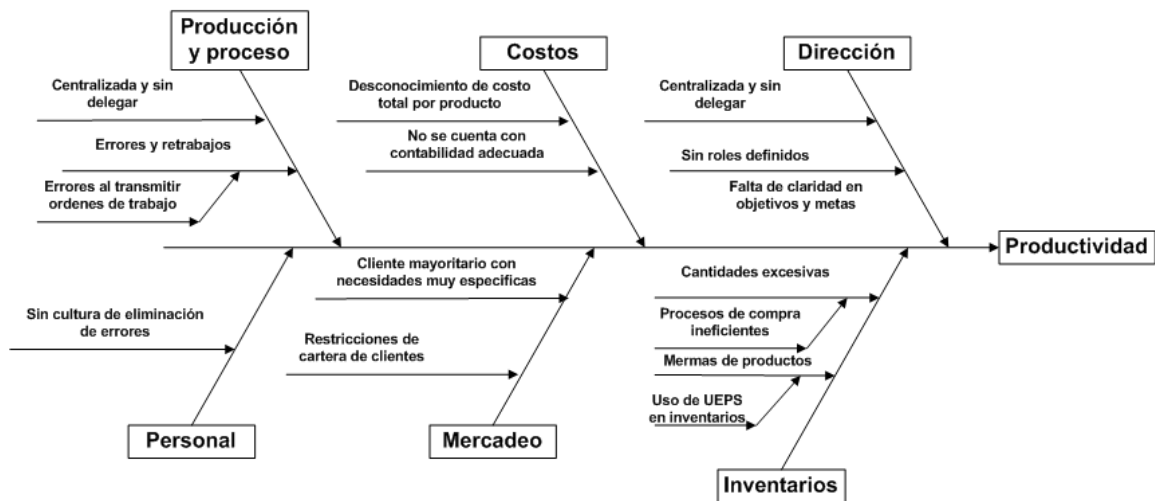 Producción
y proceso
Costos
Dirección
Centralizada y sin
delegar
Errores y retrabajos
Errores al transmitir
ordenes de trabajo
Desconocimiento de costo
total por producto
No se cuenta con
contabilidad adecuada
Centralizada y sin
delegar
Sin roles definidos
Falta de claridad en
objetivos y metas
Productividad
Sin cultura de eliminación
de errores
Cliente mayoritario con
necesidades muy especificas
Restricciones de
cartera de clientes
Cantidades excesivas
Procesos de compra
ineficientes
Mermas de productos
Uso de UEPS
en inventarios
Personal
Mercadeo
Inventarios